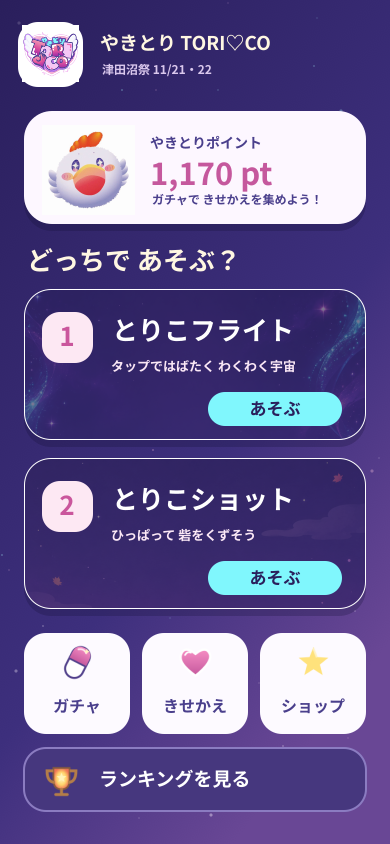 やきとり TORI♡CO
津田沼祭 11/21・22
やきとりポイント
1,170 pt
ガチャで きせかえを集めよう！
どっちで あそぶ？
1
とりこフライト
タップではばたく わくわく宇宙
あそぶ
2
とりこショット
ひっぱって 砦をくずそう
あそぶ
ガチャ
きせかえ
ショップ
ランキングを見る